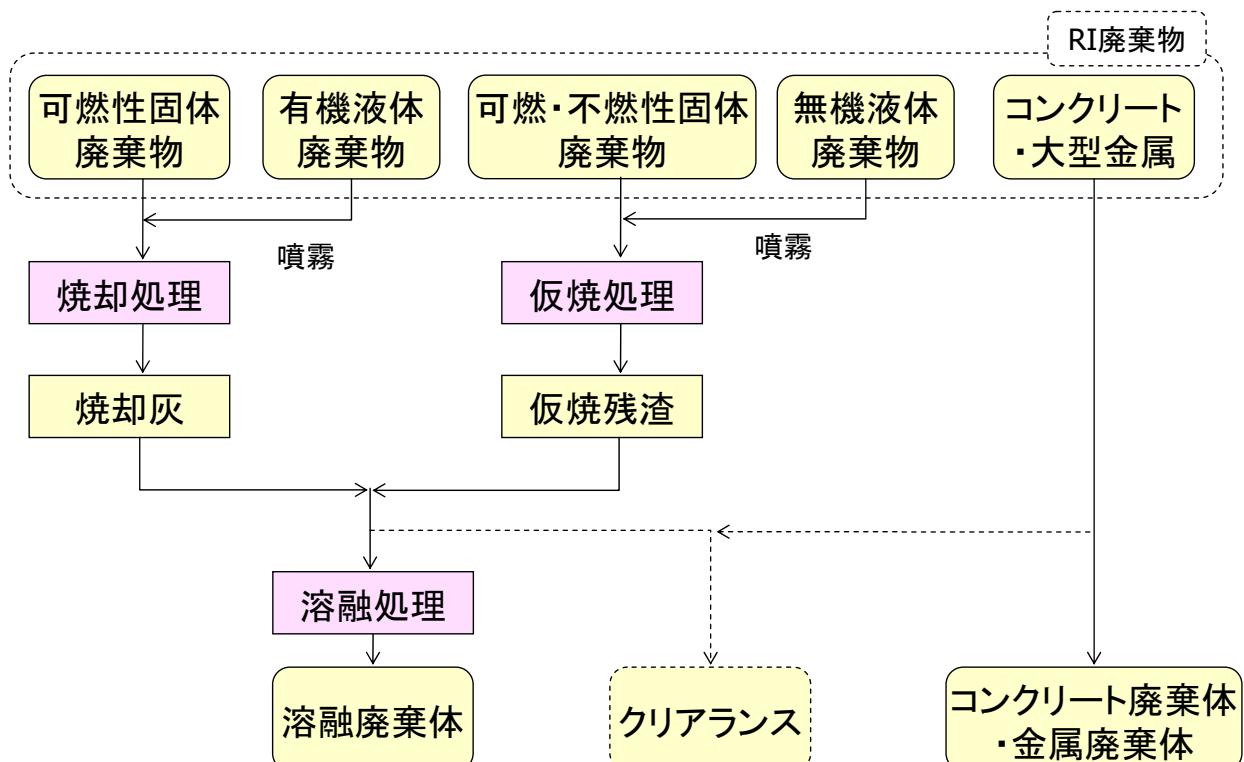 RI廃棄物
可燃性固体
廃棄物
有機液体
廃棄物
可燃・不燃性固体
廃棄物
無機液体
廃棄物
コンクリート
・大型金属
噴霧
噴霧
焼却処理
仮焼処理
焼却灰
仮焼残渣
溶融処理
溶融廃棄体
クリアランス
コンクリート廃棄体
・金属廃棄体